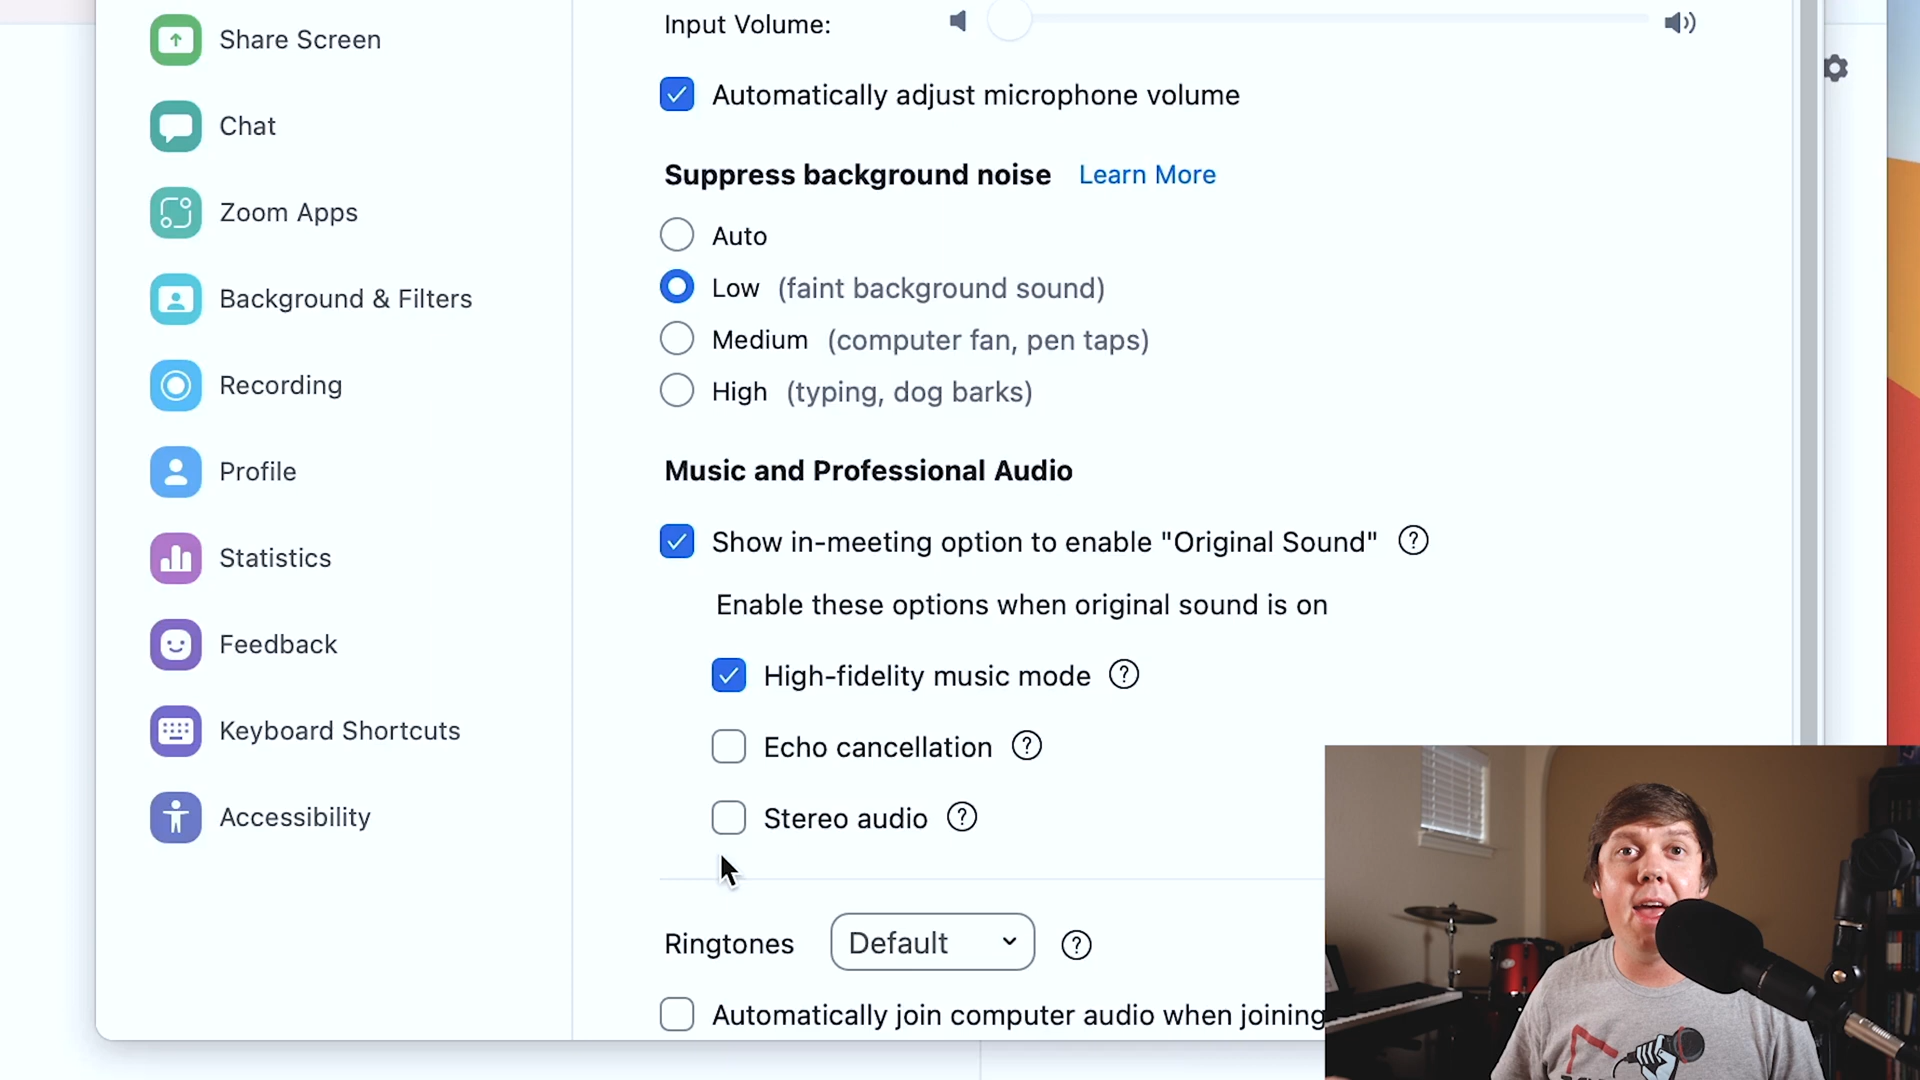 Share Screen
Chat
Zoom Apps
Background & Filters
Recording
Profile
Statistics
Feedback
Keyboard Shortcuts
Accessibility
Input Volume:
Automatically adjust microphone volume
Suppress background noise Learn More
Auto
Low (faint background sound)
Medium (computer fan, pen taps)
High (typing, dog barks)
Music and Professional Audio
Show in-meeting option to enable "Original Sound" ?
Enable these options when original sound is on
High-fidelity music mode ?
Echo cancellation ?
Stereo audio ?
Ringtones Default ?
Automatically join computer audio when joining